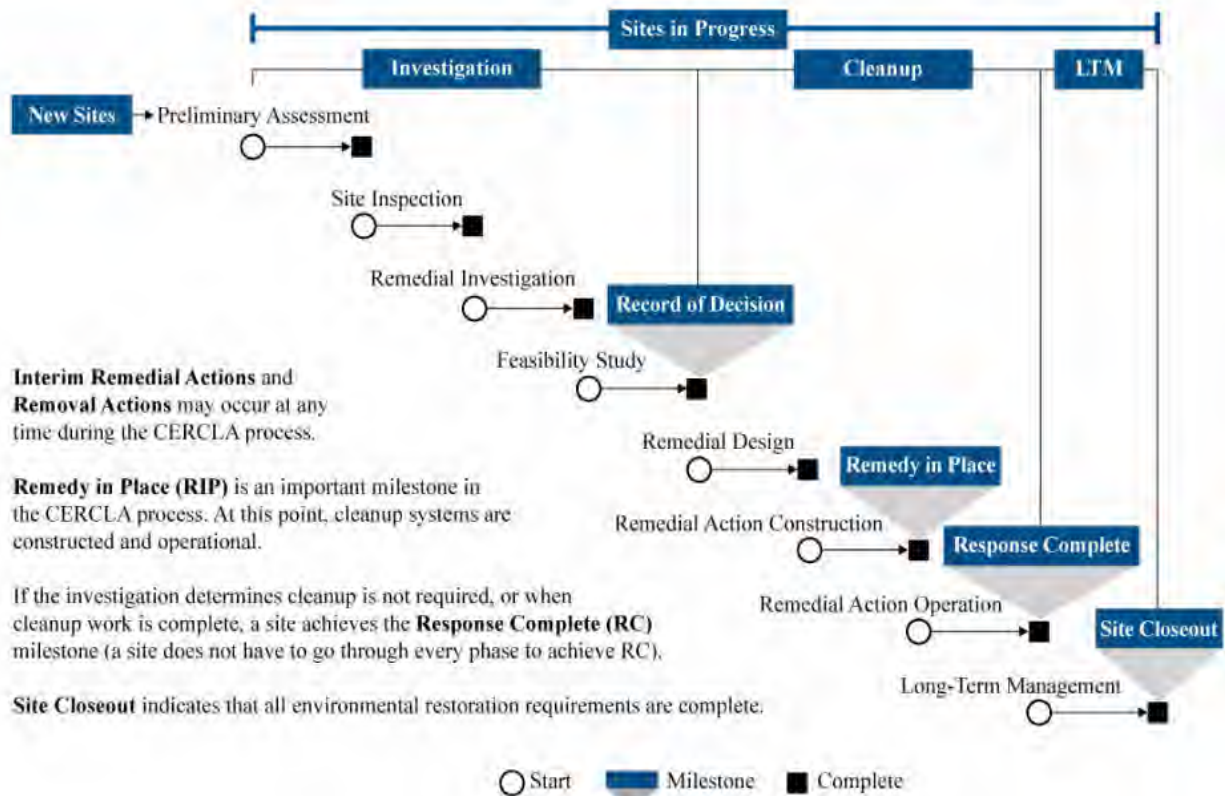 Sites in Progress
Investigation
Cleanup
LTM
New Sites
Preliminary Assessment
Site Inspection
Remedial Investigation
Record of Decision
Feasibility Study
Interim Remedial Actions and
Removal Actions may occur at any
time during the CERCLA process.
Remedial Design
Remedy in Place
Remedy in Place (RIP) is an important milestone in
the CERCLA process. At this point, cleanup systems are
constructed and operational.
Remedial Action Construction
Response Complete
If the investigation determines cleanup is not required, or when
cleanup work is complete, a site achieves the Response Complete (RC)
milestone (a site does not have to go through every phase to achieve RC).
Remedial Action Operation
Site Closeout
Long-Term Management
Site Closeout indicates that all environmental restoration requirements are complete.
Start
Milestone
Complete